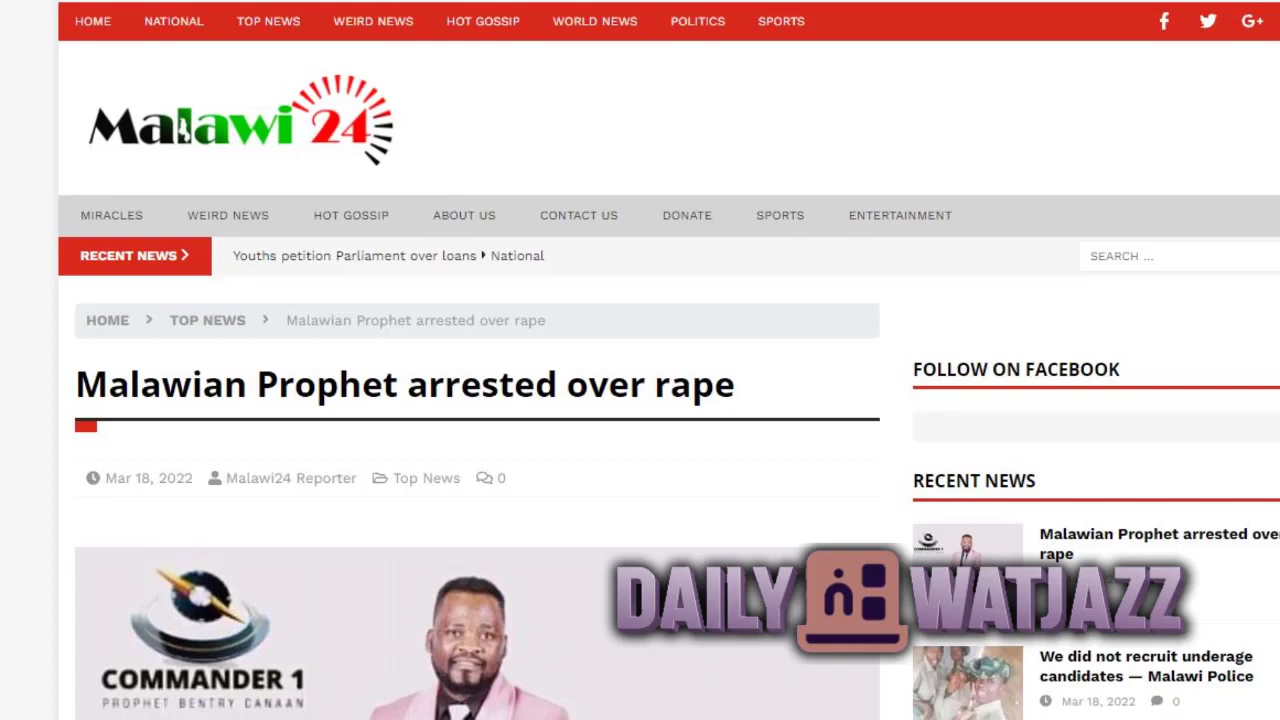 HOME NATIONAL TOP NEWS WEIRD NEWS HOT GOSSIP WORLD NEWS POLITICS SPORTS
Malawi 24
MIRACLES WEIRD NEWS HOT GOSSIP ABOUT US CONTACT US DONATE SPORTS ENTERTAINMENT
RECENT NEWS
Youths petition Parliament over loans National
SEARCH ...
HOME > TOP NEWS > Malawian Prophet arrested over rape
Malawian Prophet arrested over rape
Mar 18, 2022 Malawi24 Reporter Top News 0
COMMANDER 1
PROPHET BENTRY CANAAN
FOLLOW ON FACEBOOK
RECENT NEWS
COMMANDER 1
Malawian Prophet arrested over
rape
DAILY WATJAZZ
We did not recruit underage
candidates — Malawi Police
Mar 18, 2022 0